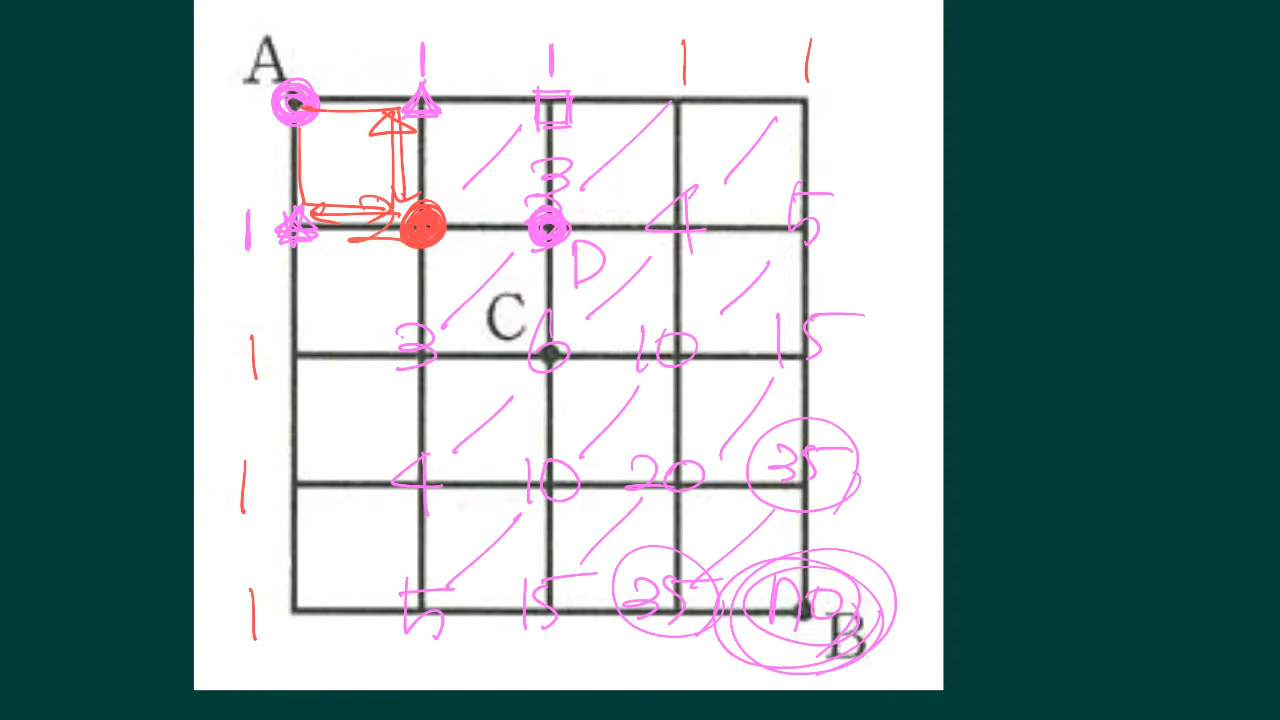 A
1 1 1 1
1 2 3 4 5
D
C
1 3 6 10 15
1 4 10 20 35
1 5 15 35 70
B